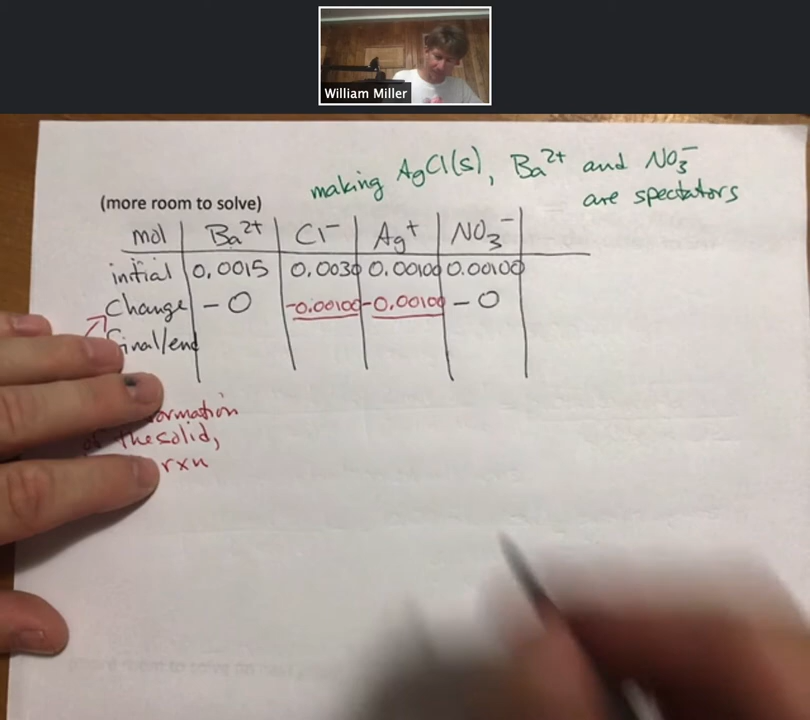 William Miller
making AgCl(s), Ba²⁺ and NO₃⁻
are spectators
(more room to solve)
mol Ba²⁺ Cl⁻ Ag⁺ NO₃⁻
initial 0.0015 0.0030 0.00100 0.00100
Change -0 -0.00100 -0.00100 -0
final/end
ormation
of the solid,
rxn